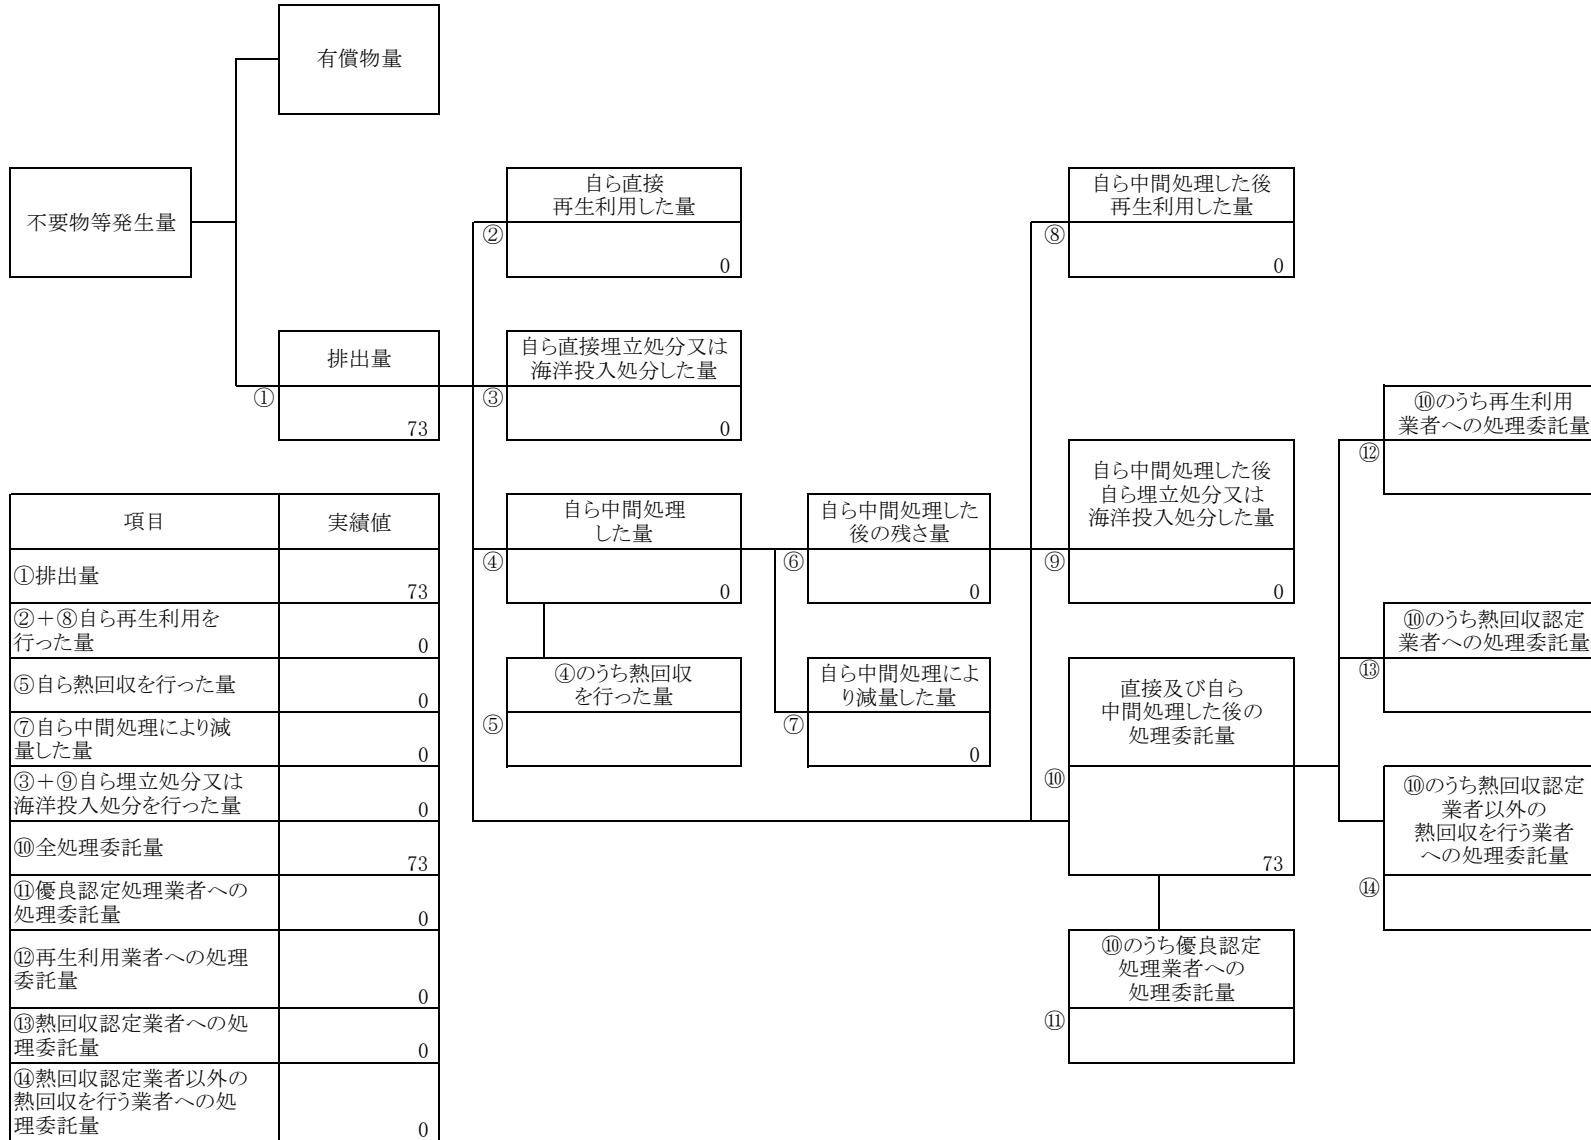 有償物量
不要物等発生量
排出量
①
73
自ら直接
再生利用した量
②
0
自ら直接埋立処分又は
海洋投入処分した量
③
0
自ら中間処理
した量
④
0
④のうち熱回収
を行った量
⑤
自ら中間処理した
後の残さ量
⑥
0
自ら中間処理によ
り減量した量
⑦
0
自ら中間処理した後
再生利用した量
⑧
0
自ら中間処理した後
自ら埋立処分又は
海洋投入処分した量
⑨
0
直接及び自ら
中間処理した後の
処理委託量
⑩
73
⑩のうち優良認定
処理業者への
処理委託量
⑪
⑩のうち再生利用
業者への処理委託量
⑫
⑩のうち熱回収認定
業者への処理委託量
⑬
⑩のうち熱回収認定
業者以外の
熱回収を行う業者
への処理委託量
⑭
項目 実績値
①排出量 73
②＋⑧自ら再生利用を
行った量 0
⑤自ら熱回収を行った量 0
⑦自ら中間処理により減
量した量 0
③＋⑨自ら埋立処分又は
海洋投入処分を行った量 0
⑩全処理委託量 73
⑪優良認定処理業者への
処理委託量 0
⑫再生利用業者への処理
委託量 0
⑬熱回収認定業者への処
理委託量 0
⑭熱回収認定業者以外の
熱回収を行う業者への処
理委託量 0